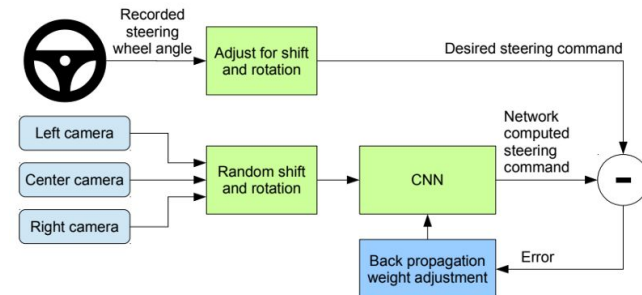 Recorded
steering
wheel angle
Adjust for shift
and rotation
Desired steering command
Left camera
Center camera
Right camera
Random shift
and rotation
CNN
Network
computed
steering
command
-
Back propagation
weight adjustment
Error